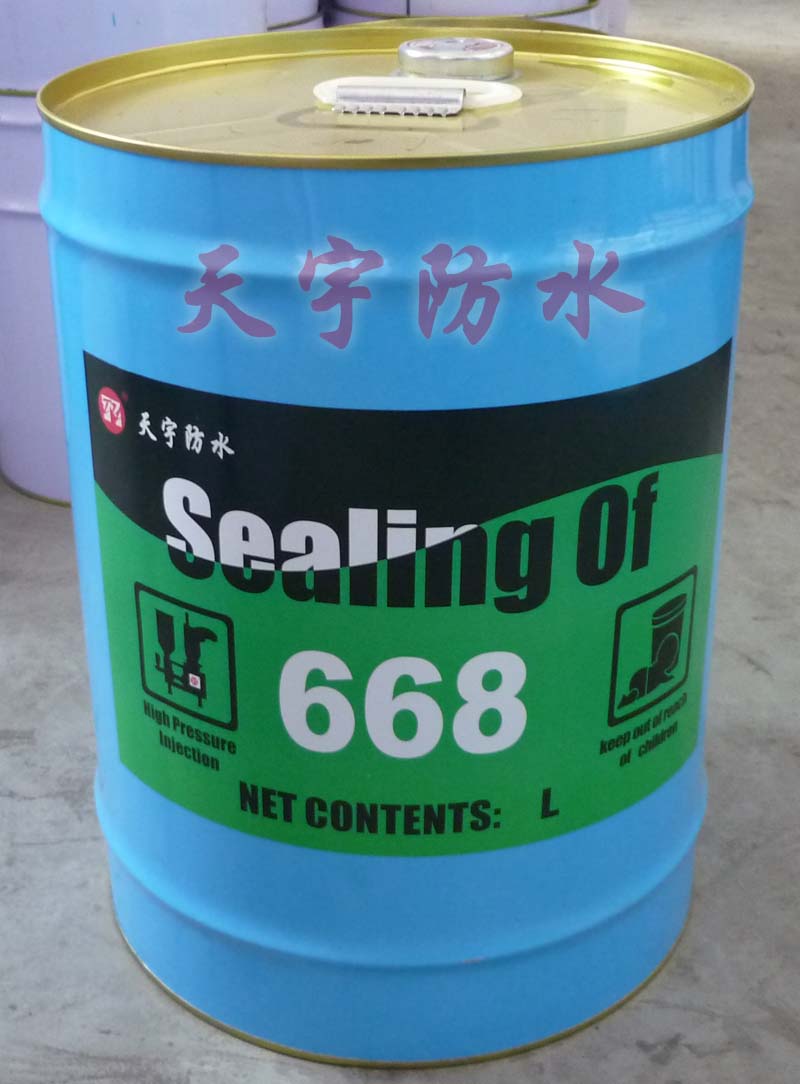 天宇防水
天宇防水
Sealing Of
668
High Pressure
Injection
keep out of reach
of children
NET CONTENTS: L